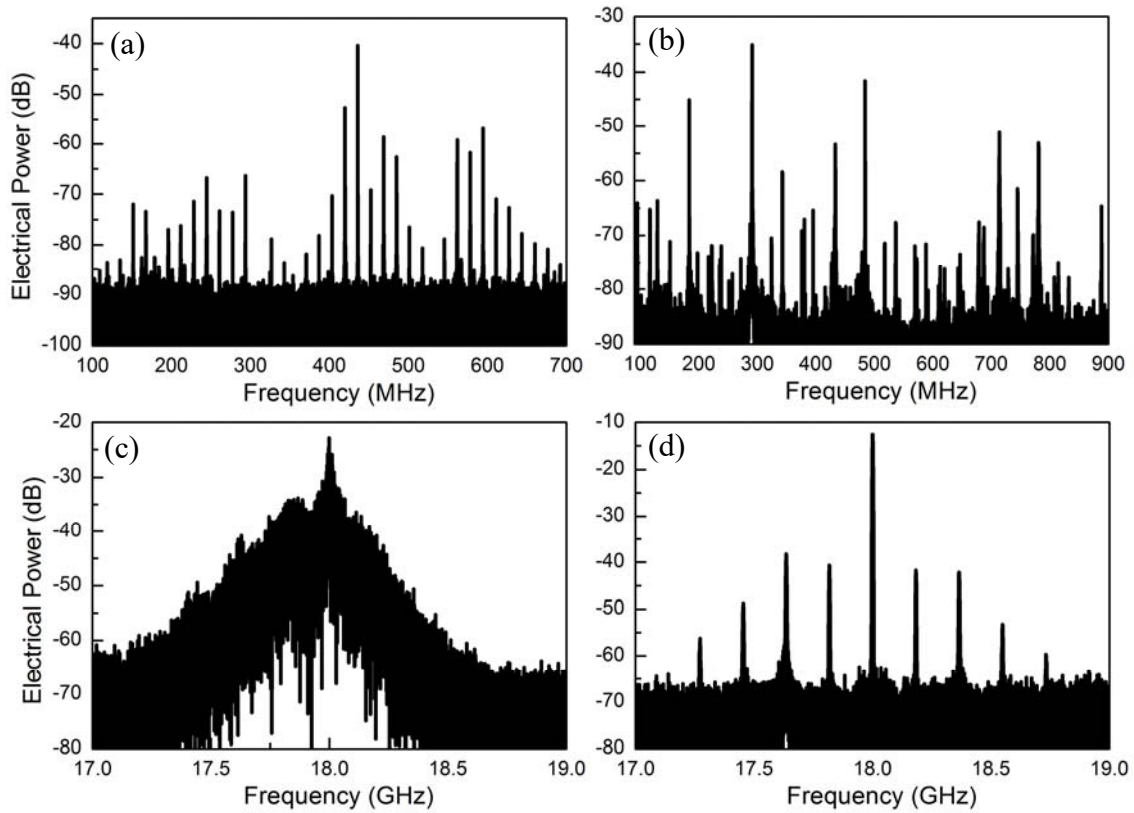 (a)
-40
-50
-60
-70
-80
-90
-100
Electrical Power (dB)
100 200 300 400 500 600 700
Frequency (MHz)
(b)
-30
-40
-50
-60
-70
-80
-90
100 200 300 400 500 600 700 800 900
Frequency (MHz)
(c)
-20
-30
-40
-50
-60
-70
-80
Electrical Power (dB)
17.0 17.5 18.0 18.5 19.0
Frequency (GHz)
(d)
-10
-20
-30
-40
-50
-60
-70
-80
17.0 17.5 18.0 18.5 19.0
Frequency (GHz)